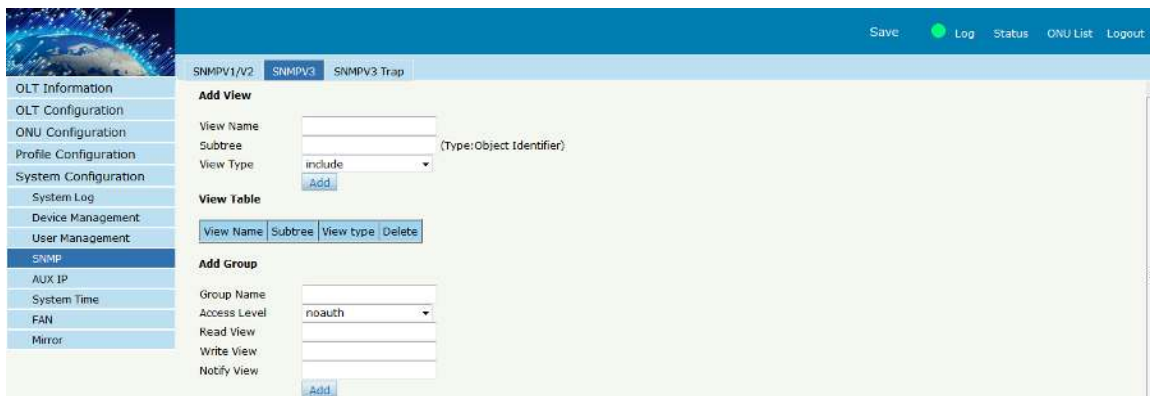 Save Log Status ONU List Logout
SNMPV1/V2 SNMPV3 SNMPV3 Trap
OLT Information
OLT Configuration
ONU Configuration
Profile Configuration
System Configuration
System Log
Device Management
User Management
SNMP
AUX IP
System Time
FAN
Mirror
Add View
View Name
Subtree (Type:Object Identifier)
View Type include
Add
View Table
View Name Subtree View type Delete
Add Group
Group Name
Access Level noauth
Read View
Write View
Notify View
Add